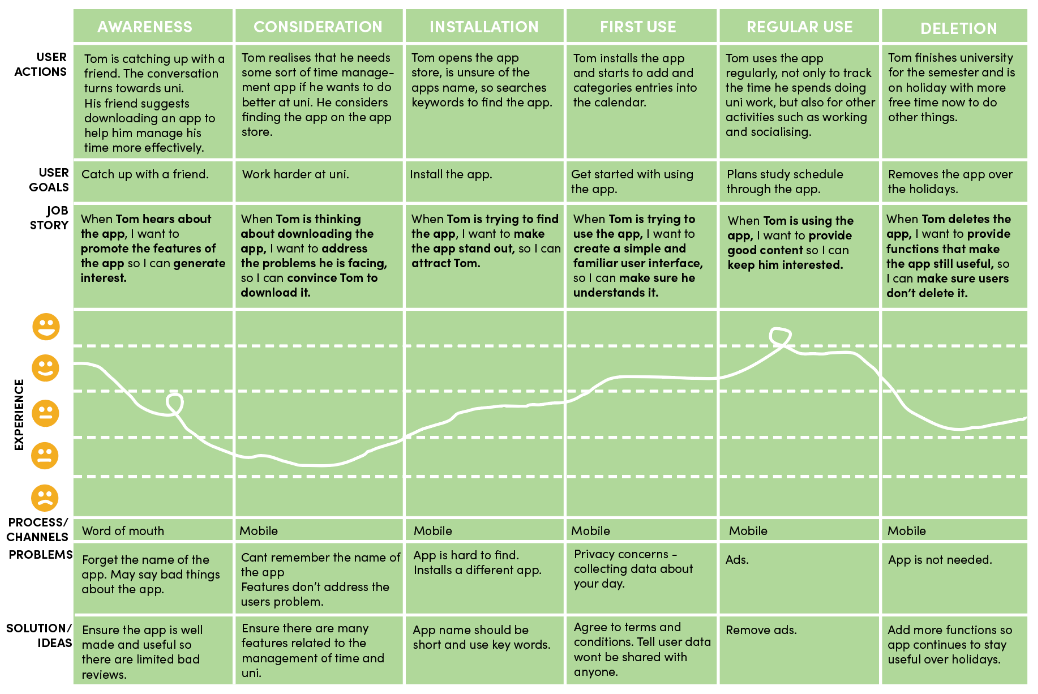 AWARENESS
CONSIDERATION
INSTALLATION
FIRST USE
REGULAR USE
DELETION
USER
ACTIONS
Tom is catching up with a
friend. The conversation
turns towards uni.
His friend suggests
downloading an app to
help him manage his
time more effectively.
Tom realises that he needs
some sort of time manage-
ment app if he wants to do
better at uni. He considers
finding the app on the app
store.
Tom opens the app
store, is unsure of the
apps name, so searches
keywords to find the app.
Tom installs the app
and starts to add and
categories entries into
the calendar.
Tom uses the app
regularly, not only to track
the time he spends doing
uni work, but also for other
activities such as working
and socialising.
Tom finishes university
for the semester and is
on holiday with more
free time now to do
other things.
USER
GOALS
Catch up with a friend.
Work harder at uni.
Install the app.
Get started with using
the app.
Plans study schedule
through the app.
Removes the app over
the holidays.
JOB
STORY
When Tom hears about
the app, I want to
promote the features of
the app so I can generate
interest.
When Tom is thinking
about downloading the
app, I want to address
the problems he is facing,
so I can convince Tom to
download it.
When Tom is trying to find
the app, I want to make
the app stand out, so I can
attract Tom.
When Tom is trying to
use the app, I want to
create a simple and
familiar user interface,
so I can make sure he
understands it.
When Tom is using the
app, I want to provide
good content so I can
keep him interested.
When Tom deletes the
app, I want to provide
functions that make
the app still useful, so
I can make sure users
don't delete it.
EXPERIENCE
PROCESS/
CHANNELS
Word of mouth
Mobile
Mobile
Mobile
Mobile
Mobile
PROBLEMS
Forget the name of the
app. May say bad things
about the app.
Cant remember the name of
the app
Features don't address the
users problem.
App is hard to find.
Installs a different app.
Privacy concerns -
collecting data about
your day.
Ads.
App is not needed.
SOLUTION/
IDEAS
Ensure the app is well
made and useful so
there are limited bad
reviews.
Ensure there are many
features related to the
management of time and
uni.
App name should be
short and use key words.
Agree to terms and
conditions. Tell user data
wont be shared with
anyone.
Remove ads.
Add more functions so
app continues to stay
useful over holidays.